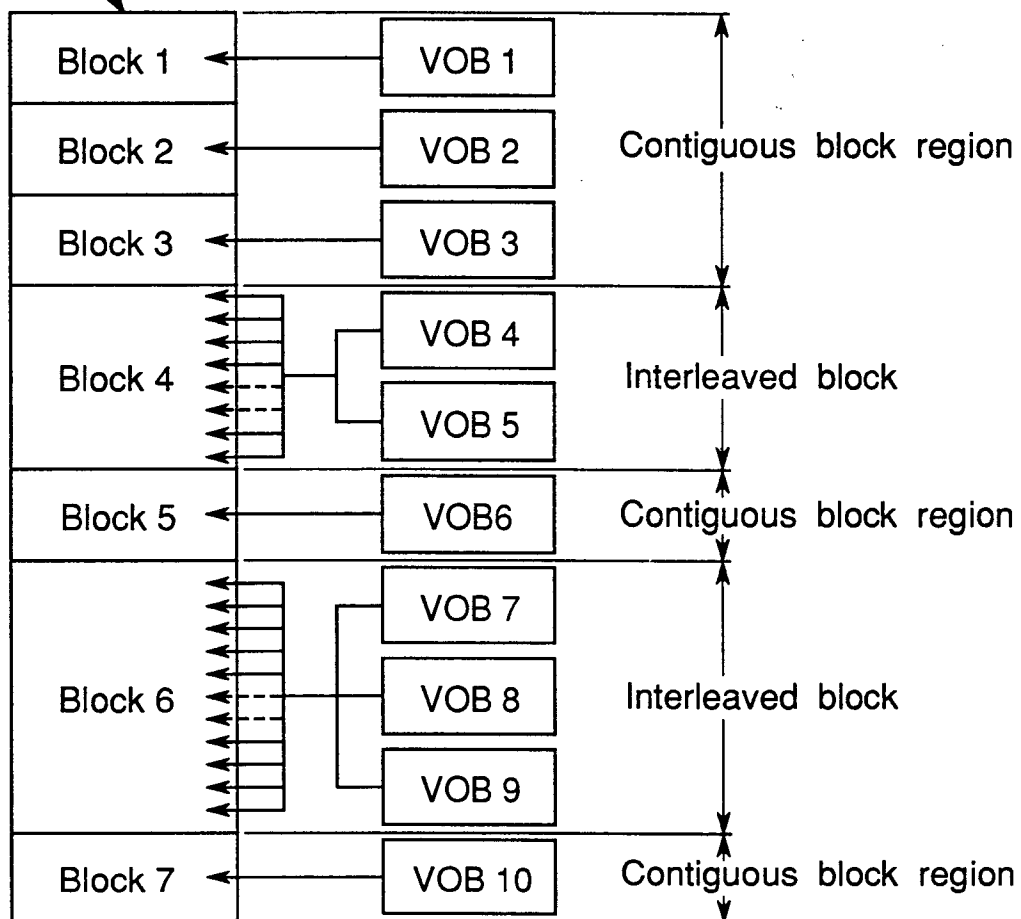 Block 1
VOB 1
Block 2
VOB 2
Contiguous block region
Block 3
VOB 3
VOB 4
Block 4
Interleaved block
VOB 5
Block 5
VOB6
Contiguous block region
VOB 7
Block 6
VOB 8
Interleaved block
VOB 9
Block 7
VOB 10
Contiguous block region